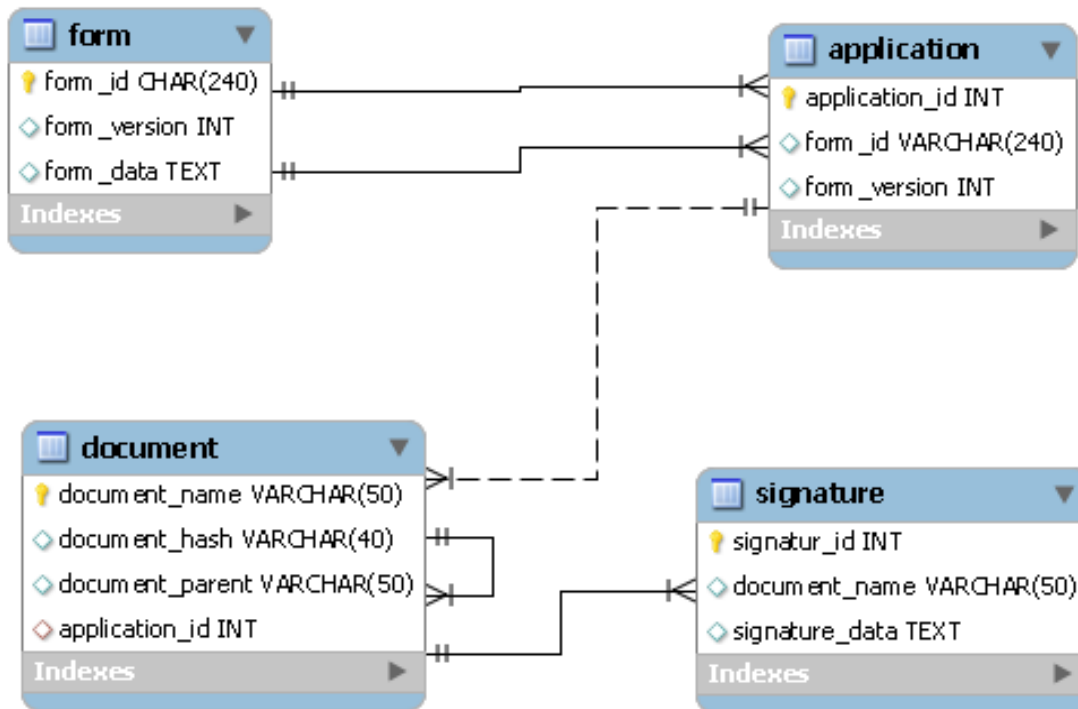 form
form_id CHAR(240)
form_version INT
form_data TEXT
Indexes
application
application_id INT
form_id VARCHAR(240)
form_version INT
Indexes
document
document_name VARCHAR(50)
document_hash VARCHAR(40)
document_parent VARCHAR(50)
application_id INT
Indexes
signature
signatur_id INT
document_name VARCHAR(50)
signature_data TEXT
Indexes